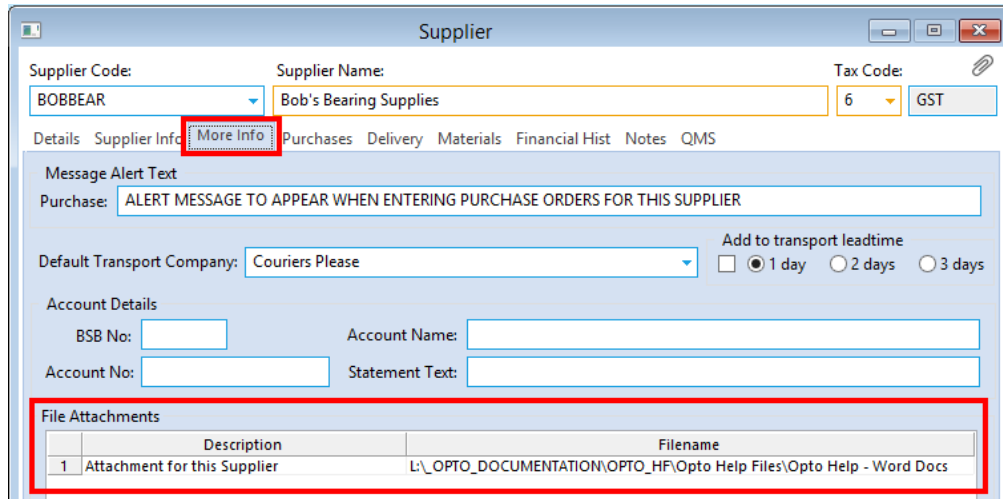 Supplier
Supplier Code: Supplier Name: Tax Code:
BOBBEAR Bob's Bearing Supplies 6 GST
Details Supplier Info More Info Purchases Delivery Materials Financial Hist Notes QMS
Message Alert Text
Purchase: ALERT MESSAGE TO APPEAR WHEN ENTERING PURCHASE ORDERS FOR THIS SUPPLIER
Add to transport leadtime
Default Transport Company: Couriers Please 1 day 2 days 3 days
Account Details
BSB No: Account Name:
Account No: Statement Text:
File Attachments
Description Filename
1 Attachment for this Supplier L:\_OPTO_DOCUMENTATION\OPTO_HF\Opto Help Files\Opto Help - Word Docs